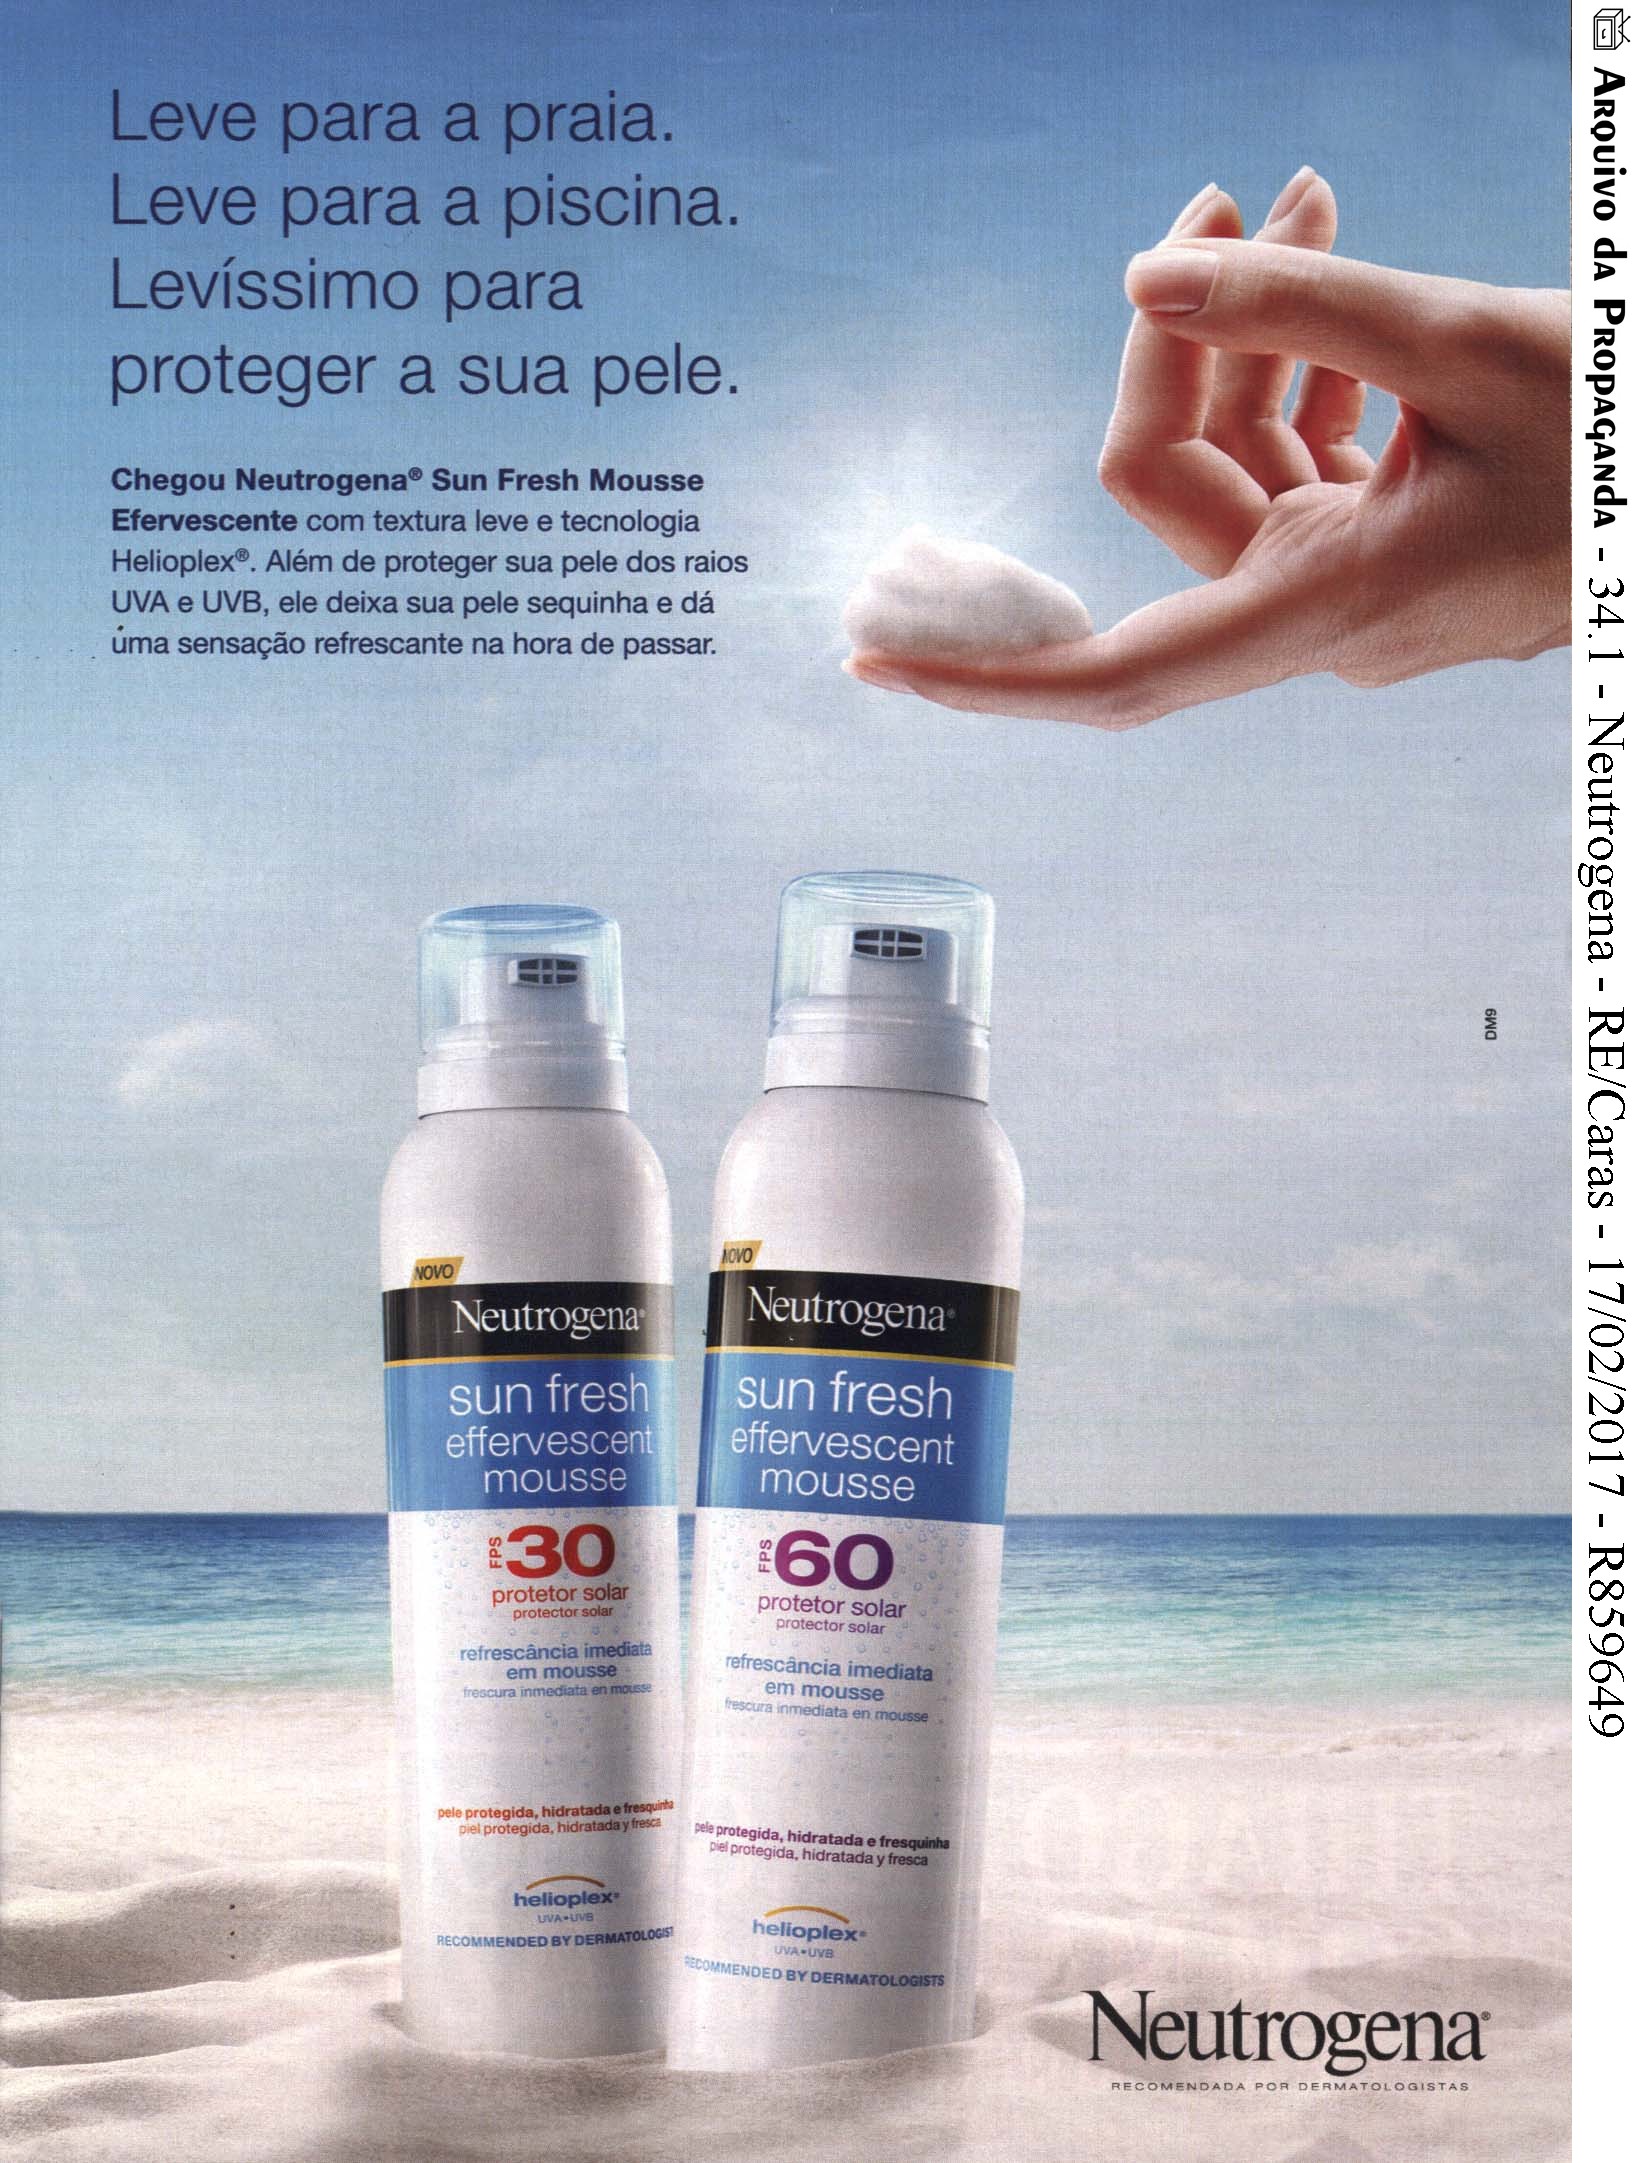 Leve para a praia.
Leve para a piscina.
Levíssimo para
proteger a sua pele.
Chegou Neutrogena® Sun Fresh Mousse
Efervescente com textura leve e tecnologia
Helioplex®. Além de proteger sua pele dos raios
UVA e UVB, ele deixa sua pele sequinha e dá
uma sensação refrescante na hora de passar.
DM9
NOVO
Neutrogena®
sun fresh
effervescent
mousse
FPS 30
protetor solar
protector solar
refrescância imediata
em mousse
frescura inmediata en mousse
pele protegida, hidratada e fresquinha
piel protegida, hidratada y fresca
helioplex®
UVA•UVB
RECOMMENDED BY DERMATOLOGIST
NOVO
Neutrogena®
sun fresh
effervescent
mousse
FPS 60
protetor solar
protector solar
refrescância imediata
em mousse
frescura inmediata en mousse
pele protegida, hidratada e fresquinha
piel protegida, hidratada y fresca
helioplex®
UVA•UVB
RECOMMENDED BY DERMATOLOGISTS
Neutrogena®
RECOMENDADA POR DERMATOLOGISTAS
Arquivo da Propaganda - 34.1 - Neutrogena - RE/Caras - 17/02/2017 - R859649